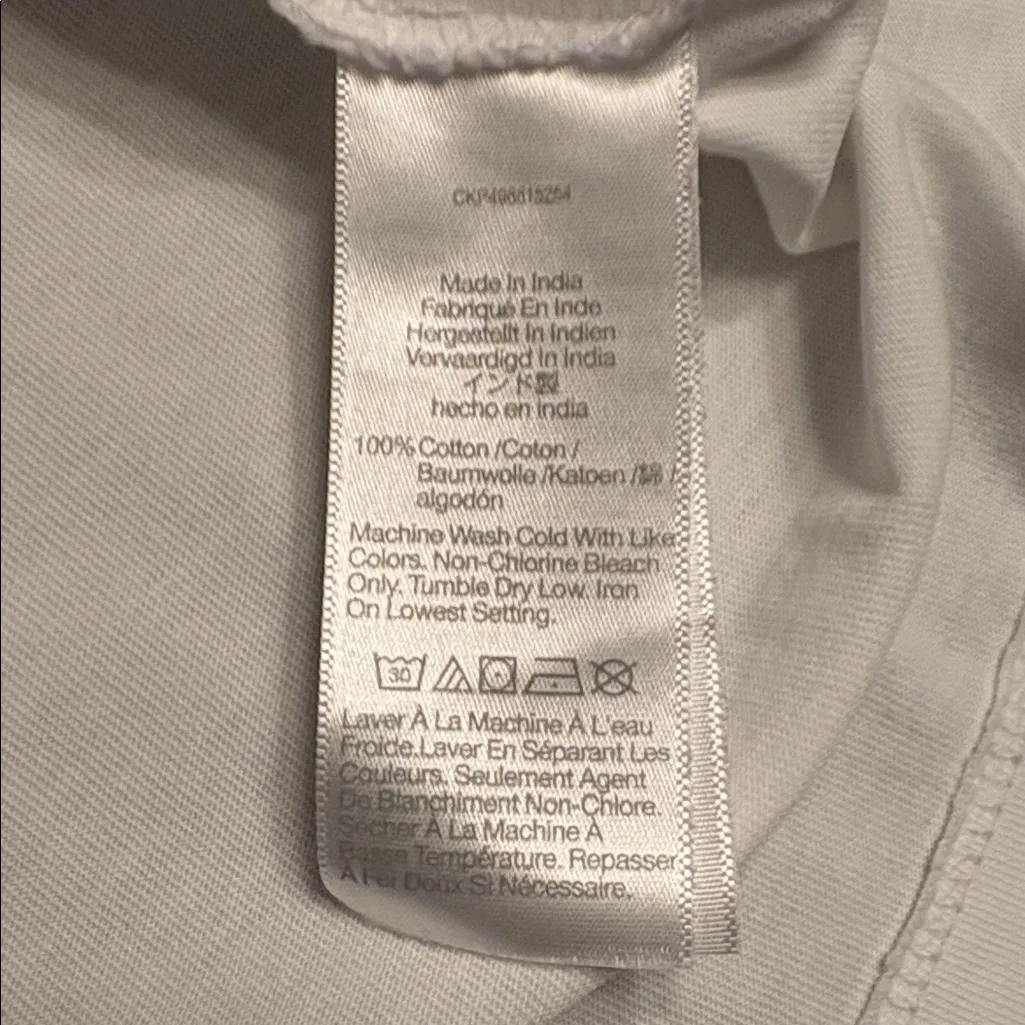 Made In India
Fabriqué En Inde
Hergestellt In Indien
Vervaardigd In India
インド製
hecho en india
100% Cotton /Coton /
Baumwolle /Katoen /綿 /
algodón
Machine Wash Cold With Like
Colors. Non-Chlorine Bleach
Only. Tumble Dry Low. Iron
On Lowest Setting.
30
Laver À La Machine À L'eau
Froide.Laver En Séparant Les
Couleurs. Seulement Agent
De Blanchiment Non-Chlore.
Sécher À La Machine À
Basse Température. Repasser
À Fer Doux Si Nécessaire.